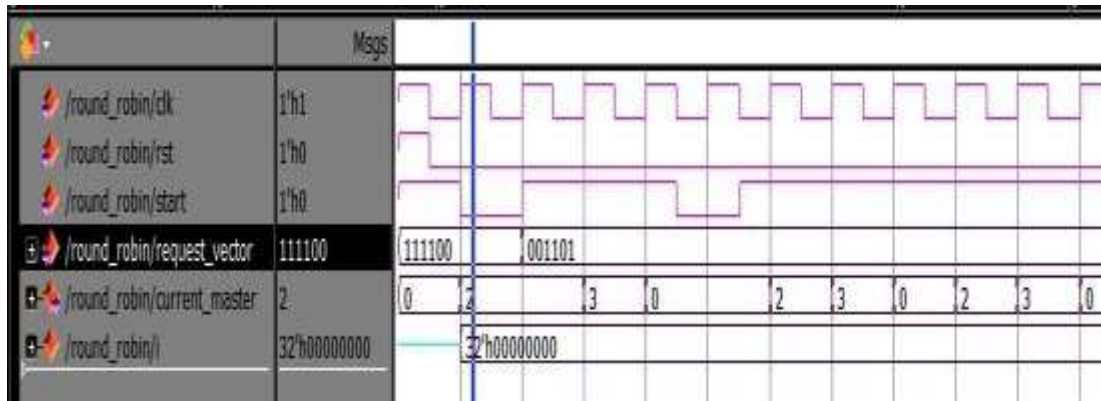 Msgs
/round_robin/clk 1'h1
/round_robin/rst 1'h0
/round_robin/start 1'h0
/round_robin/request_vector 111100 111100 001101
/round_robin/current_master 2 0 2 3 0 2 3 0 2 3 0
/round_robin/i 32'h00000000 32'h00000000